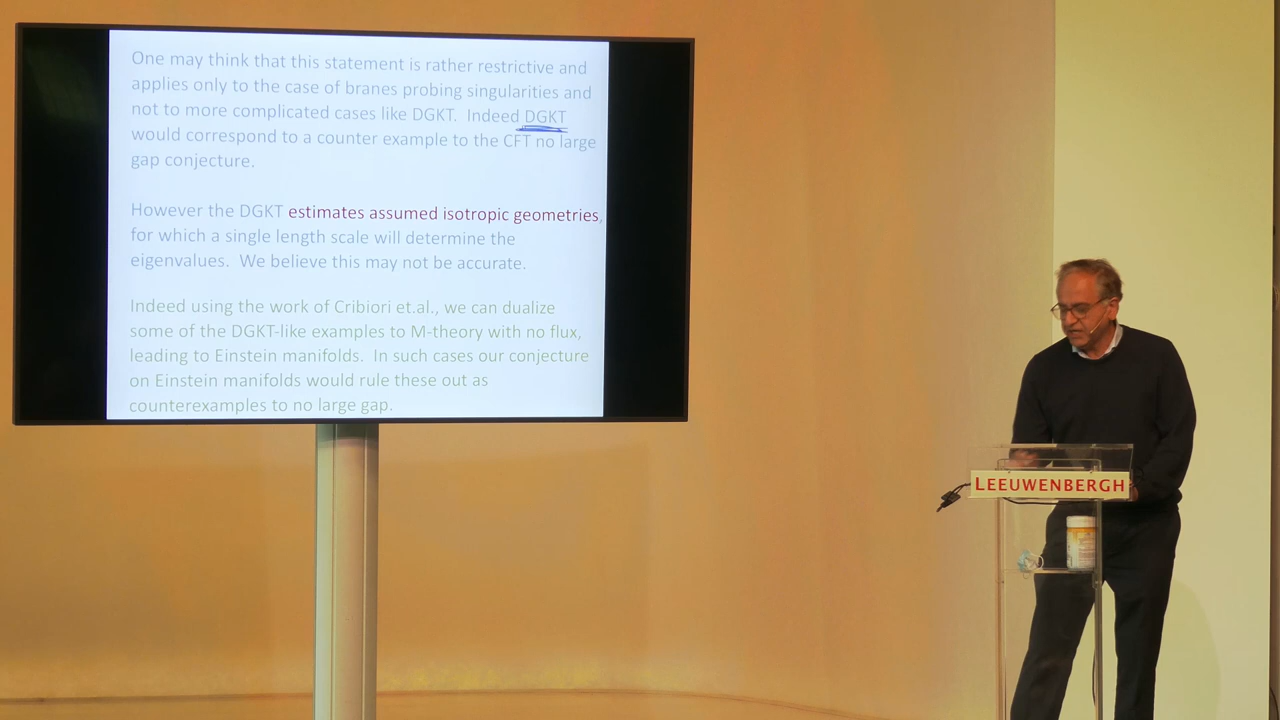 One may think that this statement is rather restrictive and
applies only to the case of branes probing singularities and
not to more complicated cases like DGKT. Indeed DGKT
would correspond to a counter example to the CFT no large
gap conjecture.
However the DGKT estimates assumed isotropic geometries,
for which a single length scale will determine the
eigenvalues. We believe this may not be accurate.
Indeed using the work of Cribiori et.al., we can dualize
some of the DGKT-like examples to M-theory with no flux,
leading to Einstein manifolds. In such cases our conjecture
on Einstein manifolds would rule these out as
counterexamples to no large gap.
LEEUWENBERGH